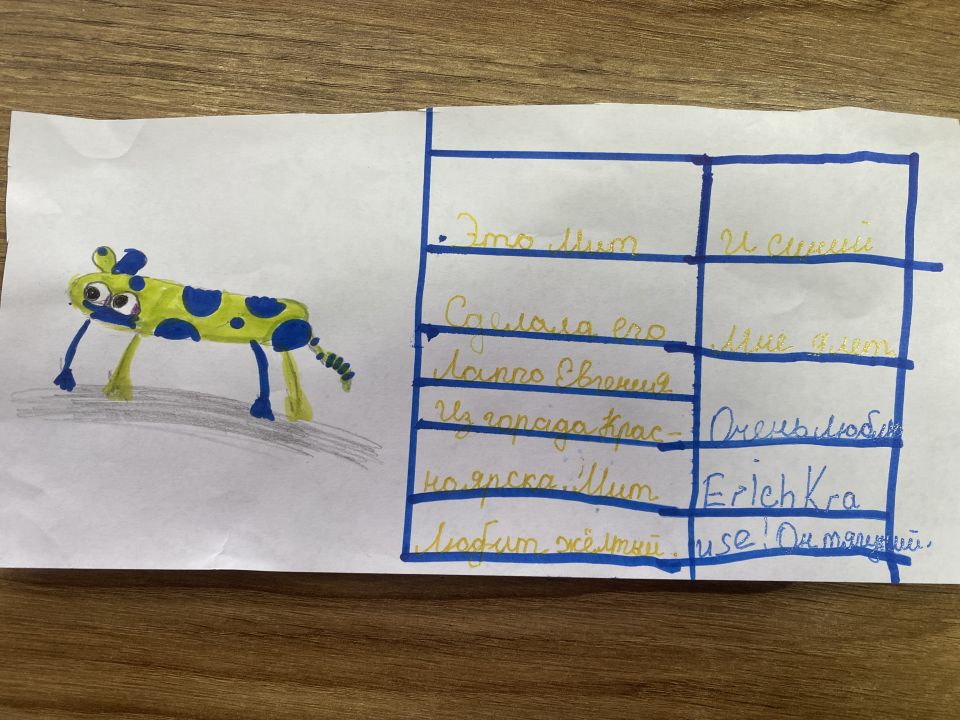 Это Мит
Сделала его
Лапго Евгения
Из города Крас-
ноярска. Мит
Любит жёлтый.
И синий
Мне 9 лет.
Очень люблю
ErichKra
use! Он мягкий.